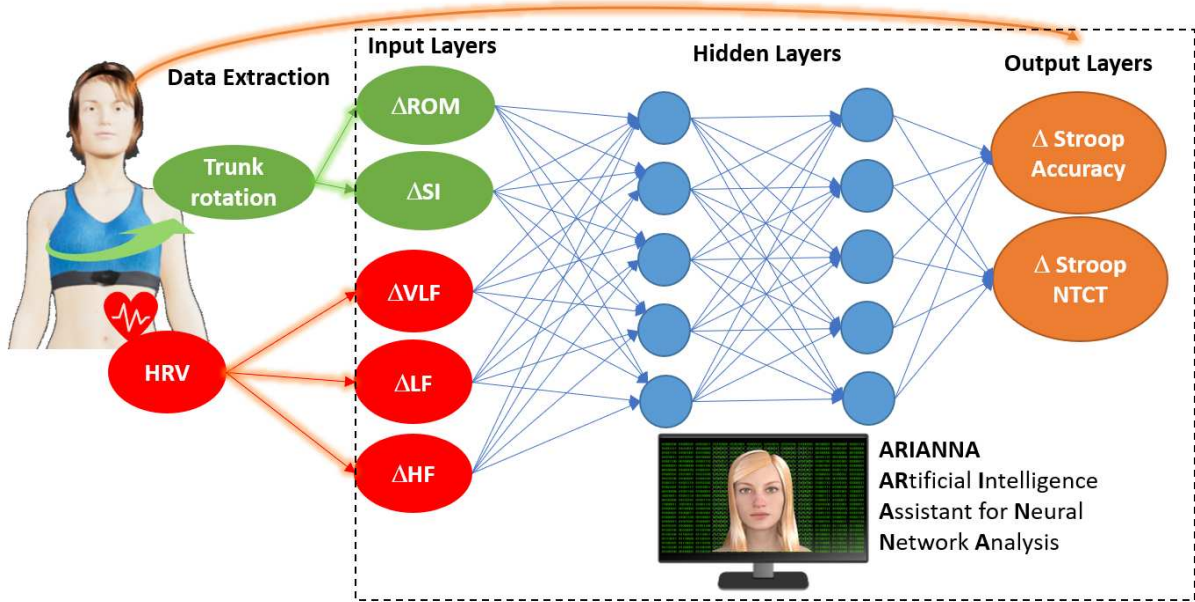 Data Extraction
Input Layers
Hidden Layers
Output Layers
Trunk
rotation
HRV
ΔROM
ΔSI
ΔVLF
ΔLF
ΔHF
Δ Stroop
Accuracy
Δ Stroop
NTCT
ARIANNA
ARtificial Intelligence
Assistant for Neural
Network Analysis